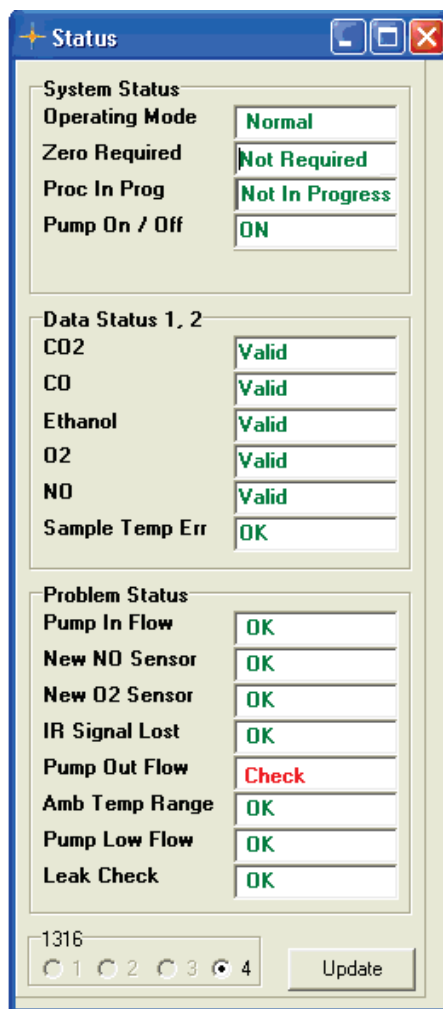 Status
System Status
Operating Mode Normal
Zero Required Not Required
Proc In Prog Not In Progress
Pump On / Off ON
Data Status 1, 2
CO2 Valid
CO Valid
Ethanol Valid
O2 Valid
NO Valid
Sample Temp Err OK
Problem Status
Pump In Flow OK
New NO Sensor OK
New O2 Sensor OK
IR Signal Lost OK
Pump Out Flow Check
Amb Temp Range OK
Pump Low Flow OK
Leak Check OK
1316
1 2 3 4 Update